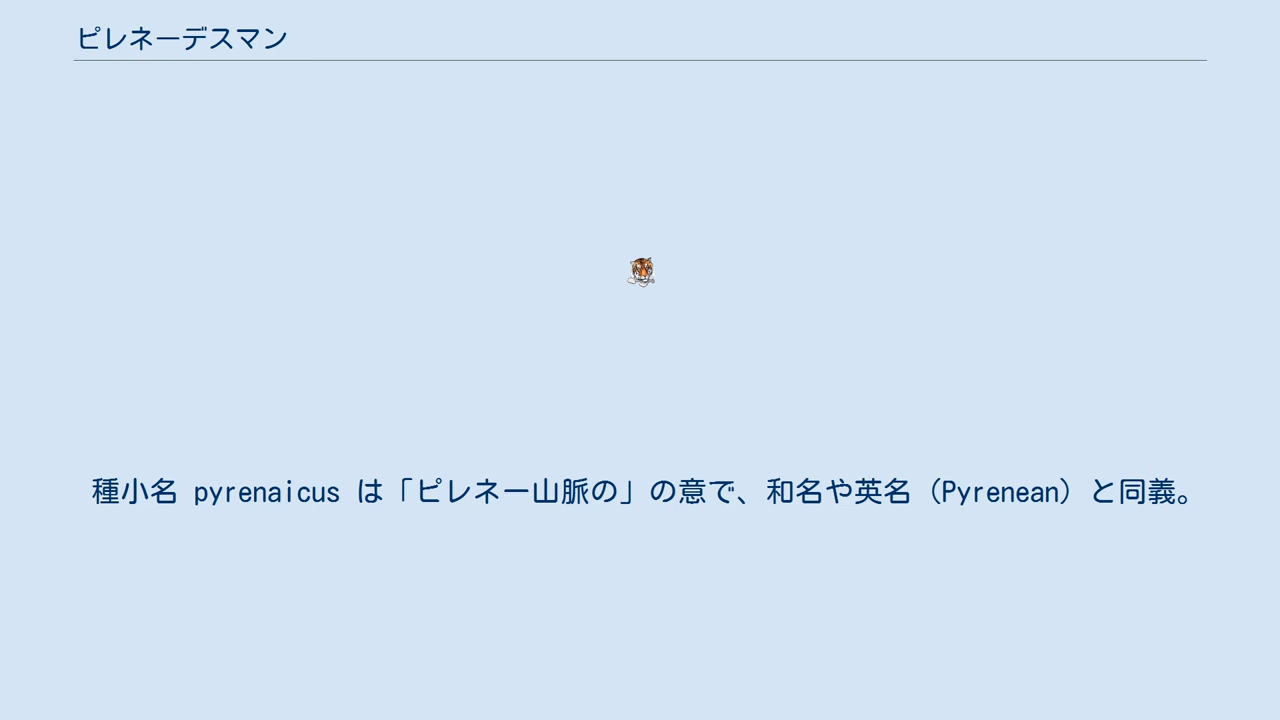 ピレネーデスマン
種小名 pyrenaicus は「ピレネー山脈の」の意で、和名や英名（Pyrenean）と同義。